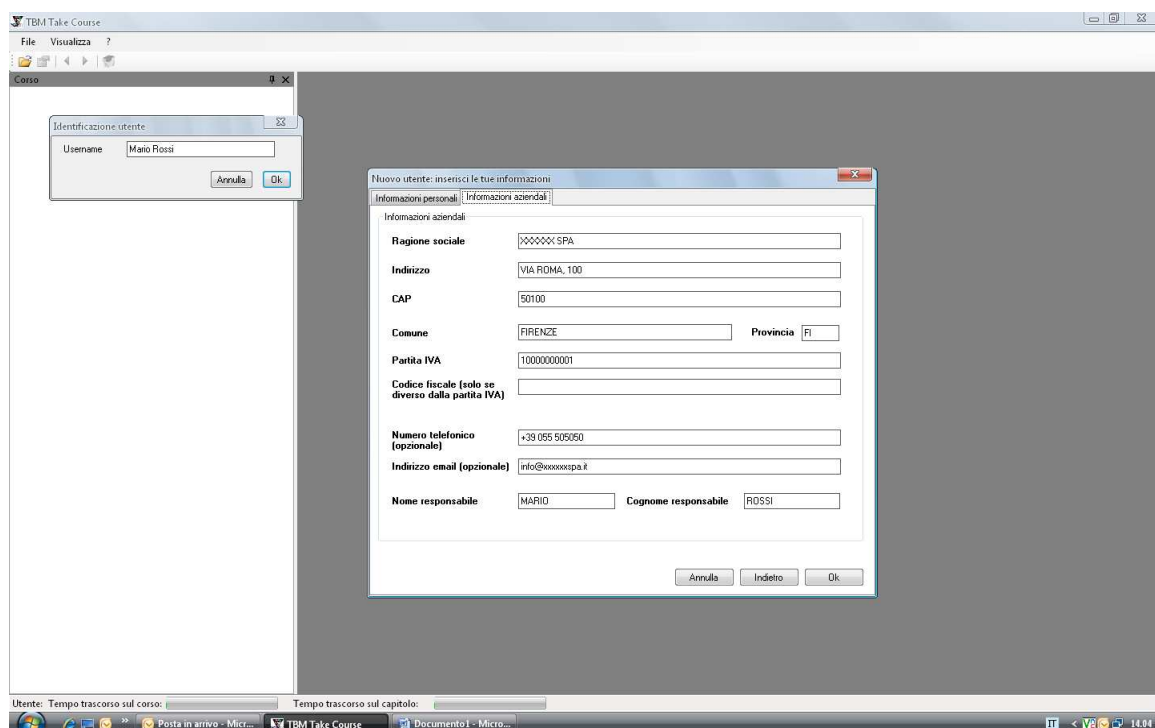 TBM Take Course
File Visualizza ?
Corso
Identificazione utente
Username Mario Rossi
Annulla Ok
Nuovo utente: inserisci le tue informazioni
Informazioni personali Informazioni aziendali
Informazioni aziendali
Ragione sociale XXXXXX SPA
Indirizzo VIA ROMA, 100
CAP 50100
Comune FIRENZE Provincia FI
Partita IVA 10000000001
Codice fiscale (solo se
diverso dalla partita IVA)
Numero telefonico
(opzionale) +39 055 505050
Indirizzo email (opzionale) info@xxxxxxspa.it
Nome responsabile MARIO Cognome responsabile ROSSI
Annulla Indietro Ok
Utente: Tempo trascorso sul corso: Tempo trascorso sul capitolo:
Posta in arrivo - Micr... TBM Take Course Documento1 - Micro... IT 14.04